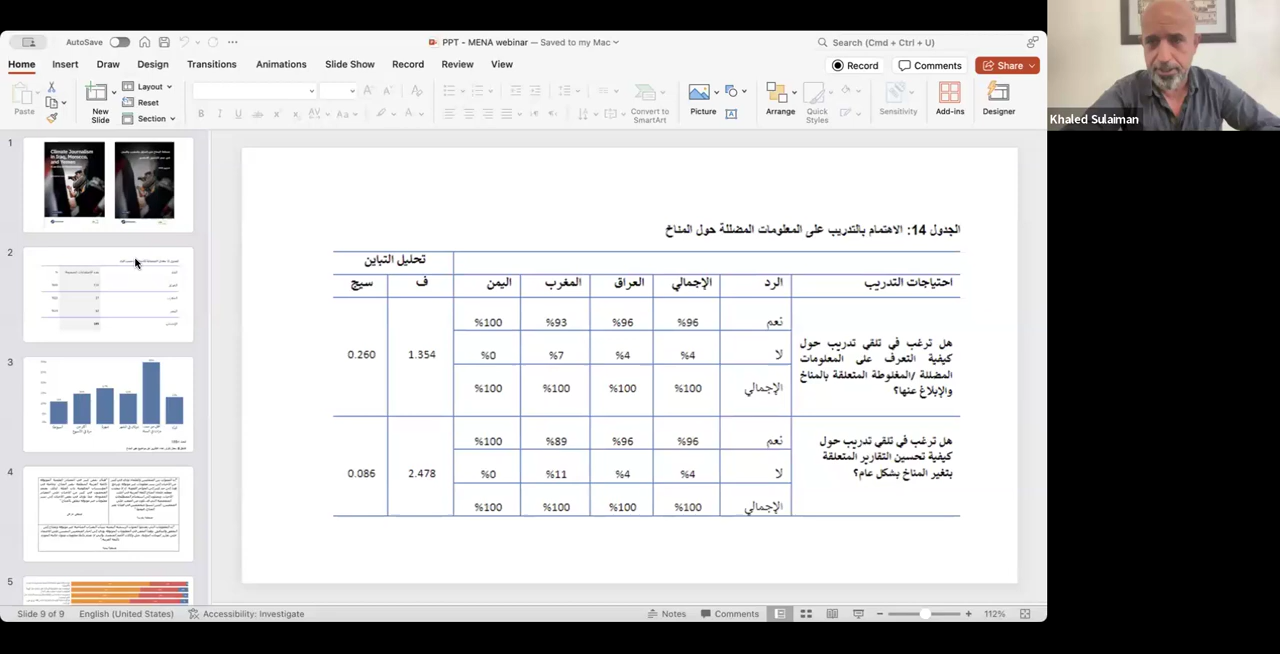 AutoSave
PPT - MENA webinar — Saved to my Mac
Search (Cmd + Ctrl + U)
Home Insert Draw Design Transitions Animations Slide Show Record Review View
Record Comments Share
Paste
New Slide
Layout
Reset
Section
Convert to SmartArt
Picture
Arrange
Quick Styles
Sensitivity
Add-ins
Designer
Khaled Sulaiman
1
Climate Journalism
in Iraq, Morocco,
and Yemen
2
3
4
5
الجدول 14: الاهتمام بالتدريب على المعلومات المضللة حول المناخ
تحليل التباين
احتياجات التدريب الرد الإجمالي العراق المغرب اليمن ف سيج
هل ترغب في تلقي تدريب حول
كيفية التعرف على المعلومات
المضللة /المغلوطة المتعلقة بالمناخ
والإبلاغ عنها؟
نعم %96 %96 %93 %100
لا %4 %4 %7 %0
1.354 0.260
الإجمالي %100 %100 %100 %100
هل ترغب في تلقي تدريب حول
كيفية تحسين التقارير المتعلقة
بتغير المناخ بشكل عام؟
نعم %96 %96 %89 %100
لا %4 %4 %11 %0
2.478 0.086
الإجمالي %100 %100 %100 %100
Slide 9 of 9 English (United States) Accessibility: Investigate Notes Comments 112%